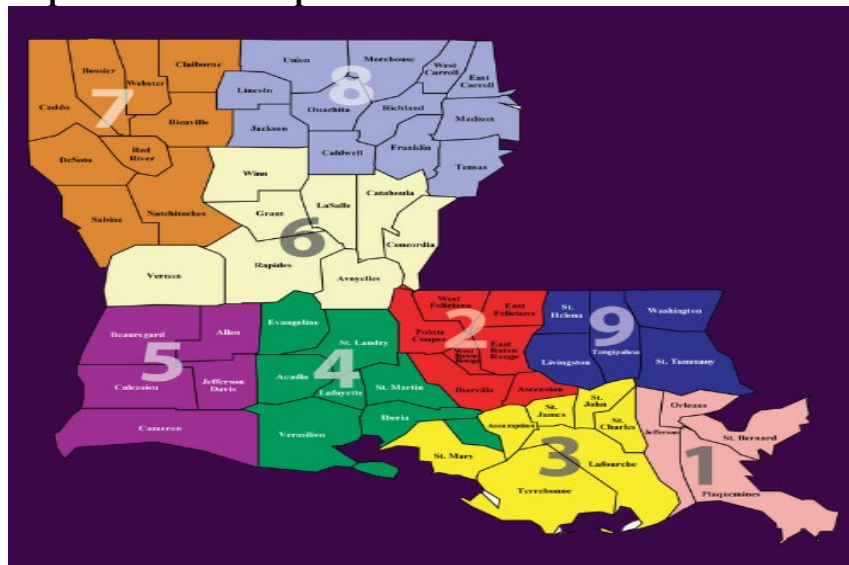 Union
Morehouse
West
Carroll
East
Carroll
Claiborne
Bossier
Webster
Lincoln
8
Ouachita
Richland
Caddo
7
Madison
Bienville
Jackson
Franklin
Caldwell
DeSoto
Red
River
Tensas
Winn
Catahoula
LaSalle
Grant
Sabine
Natchitoches
6
Concordia
Rapides
Vernon
Avoyelles
West
Feliciana
East
Feliciana
St.
Helena
Washington
Evangeline
9
2
Beauregard
Allen
Pointe
Coupee
St. Landry
East
Baton
Rouge
West
Baton
Rouge
Tangipahoa
5
4
Livingston
St. Tammany
Acadia
Calcasieu
Jefferson
Davis
Lafayette
St. Martin
Iberville
Ascension
Orleans
St.
James
St.
John
Iberia
St.
Charles
Assumption
Jefferson
Cameron
Vermilion
St. Bernard
St. Mary
3
Lafourche
1
Terrebonne
Plaquemines